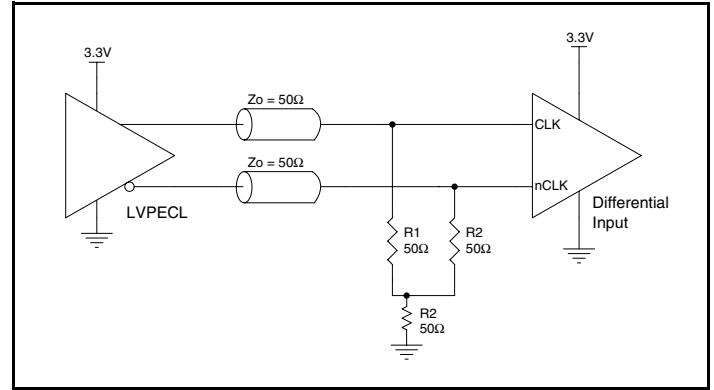 3.3V
3.3V
Zo = 50Ω
CLK
Zo = 50Ω
nCLK
LVPECL
Differential
Input
R1
50Ω
R2
50Ω
R2
50Ω